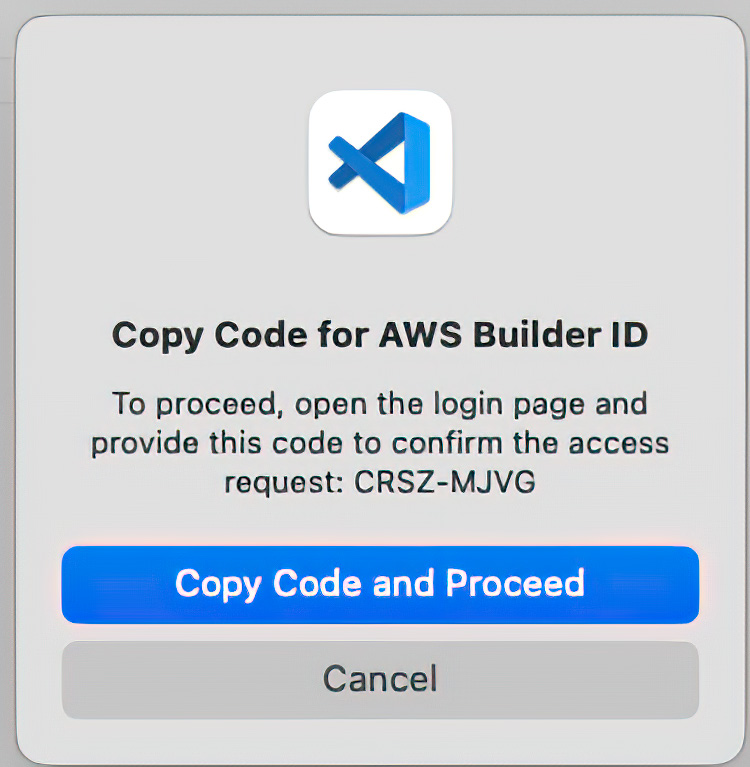 Copy Code for AWS Builder ID
To proceed, open the login page and
provide this code to confirm the access
request: CRSZ-MJVG
Copy Code and Proceed
Cancel